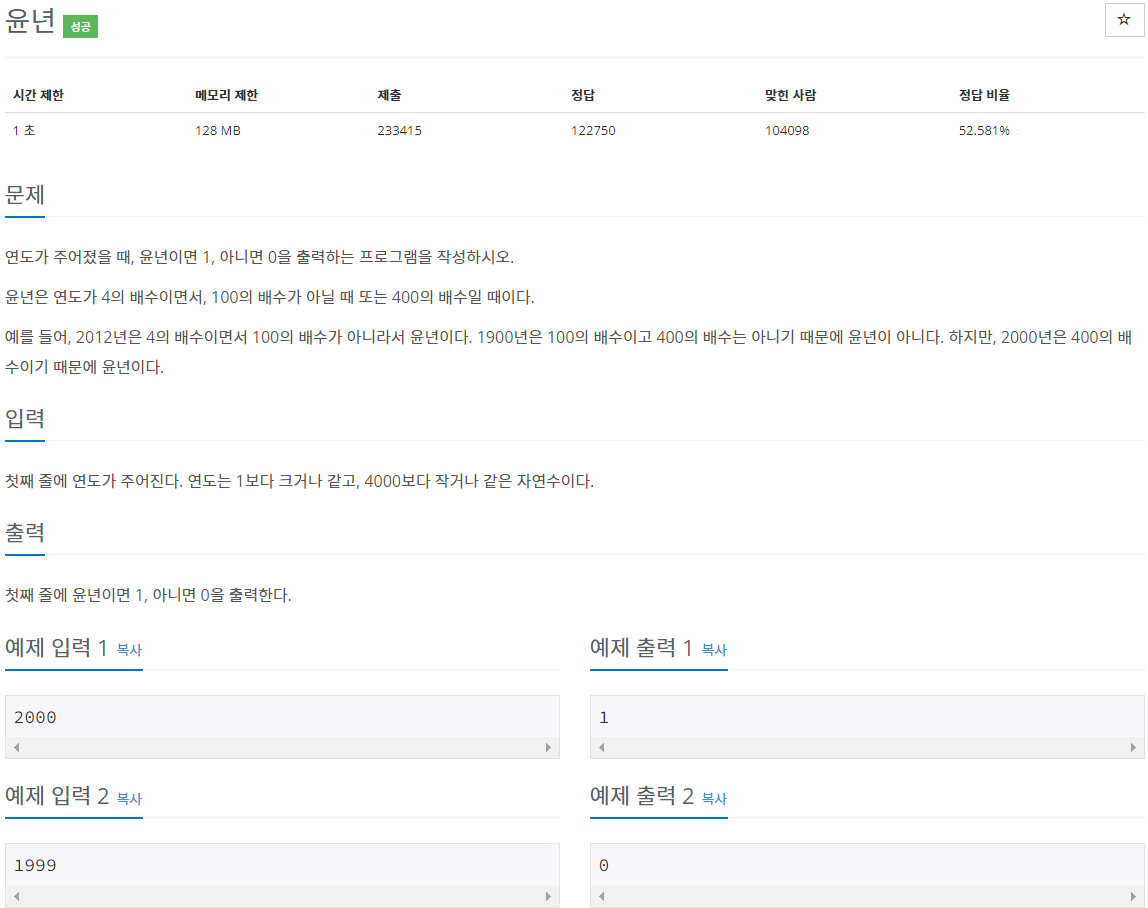 윤년 성공
☆
시간 제한 메모리 제한 제출 정답 맞힌 사람 정답 비율
1 초 128 MB 233415 122750 104098 52.581%
문제
연도가 주어졌을 때, 윤년이면 1, 아니면 0을 출력하는 프로그램을 작성하시오.
윤년은 연도가 4의 배수이면서, 100의 배수가 아닐 때 또는 400의 배수일 때이다.
예를 들어, 2012년은 4의 배수이면서 100의 배수가 아니라서 윤년이다. 1900년은 100의 배수이고 400의 배수는 아니기 때문에 윤년이 아니다. 하지만, 2000년은 400의 배
수이기 때문에 윤년이다.
입력
첫째 줄에 연도가 주어진다. 연도는 1보다 크거나 같고, 4000보다 작거나 같은 자연수이다.
출력
첫째 줄에 윤년이면 1, 아니면 0을 출력한다.
예제 입력 1 복사
2000
예제 출력 1 복사
1
예제 입력 2 복사
1999
예제 출력 2 복사
0